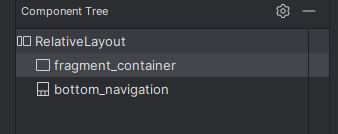 Component Tree
RelativeLayout
fragment_container
bottom_navigation